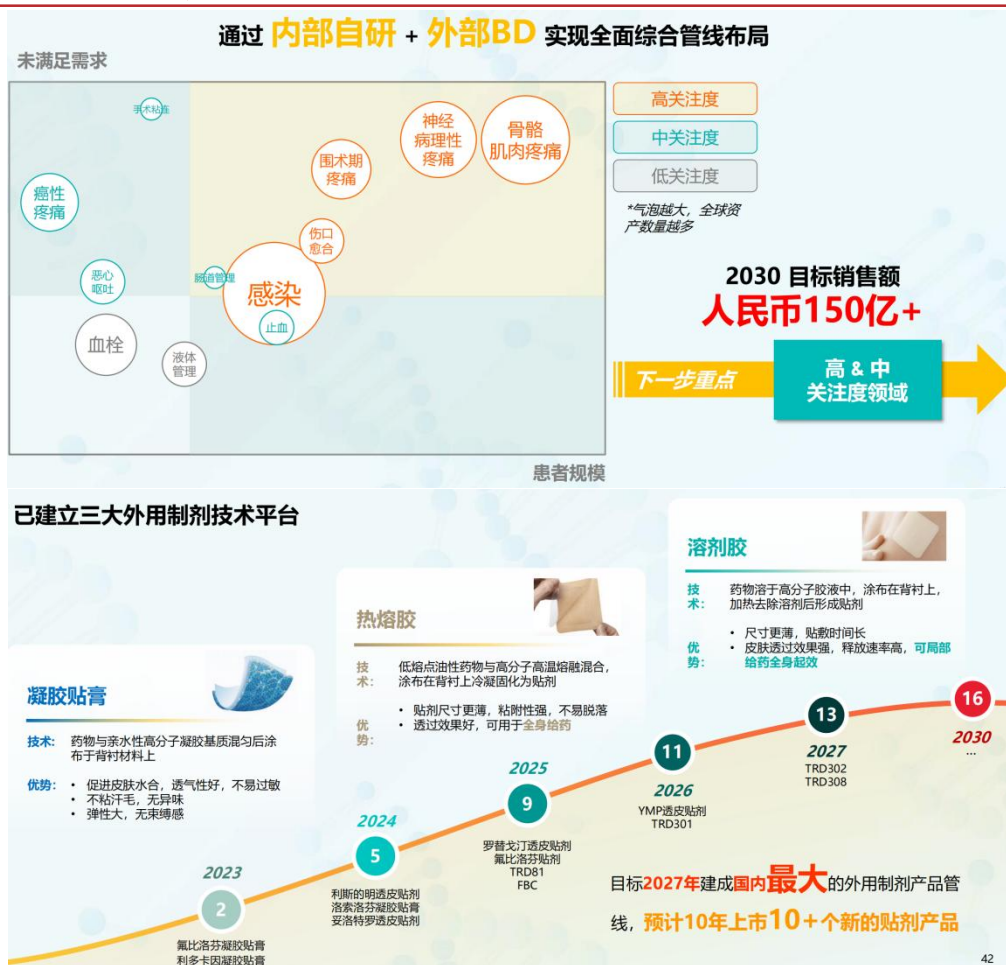 通过 内部自研 + 外部BD 实现全面综合管线布局
未满足需求
手术粘连
癌性
疼痛
恶心
呕吐
血栓
液体
管理
肠道管理
感染
止血
伤口
愈合
围术期
疼痛
神经
病理性
疼痛
骨骼
肌肉疼痛
患者规模
高关注度
中关注度
低关注度
*气泡越大，全球资
产数量越多
2030 目标销售额
人民币150亿+
下一步重点
高 & 中
关注度领域
已建立三大外用制剂技术平台
凝胶贴膏
技术: 药物与亲水性高分子凝胶基质混匀后涂
布于背衬材料上
优势: • 促进皮肤水合，透气性好，不易过敏
• 不粘汗毛，无异味
• 弹性大，无束缚感
热熔胶
技
术: 低熔点油性药物与高分子高温熔融混合，
涂布在背衬上冷凝固化为贴剂
优
势: • 贴剂尺寸更薄，粘附性强，不易脱落
• 透过效果好，可用于全身给药
溶剂胶
技
术: 药物溶于高分子胶液中，涂布在背衬上，
加热去除溶剂后形成贴剂
优
势: • 尺寸更薄，贴敷时间长
• 皮肤透过效果强，释放速率高，可局部
给药全身起效
2023
2
氟比洛芬凝胶贴膏
利多卡因凝胶贴膏
2024
5
利斯的明透皮贴剂
洛索洛芬凝胶贴膏
妥洛特罗透皮贴剂
2025
9
罗替戈汀透皮贴剂
氟比洛芬贴剂
TRD81
FBC
11
2026
YMP透皮贴剂
TRD301
13
2027
TRD302
TRD308
16
2030
...
目标2027年建成国内最大的外用制剂产品管
线，预计10年上市10+个新的贴剂产品
42